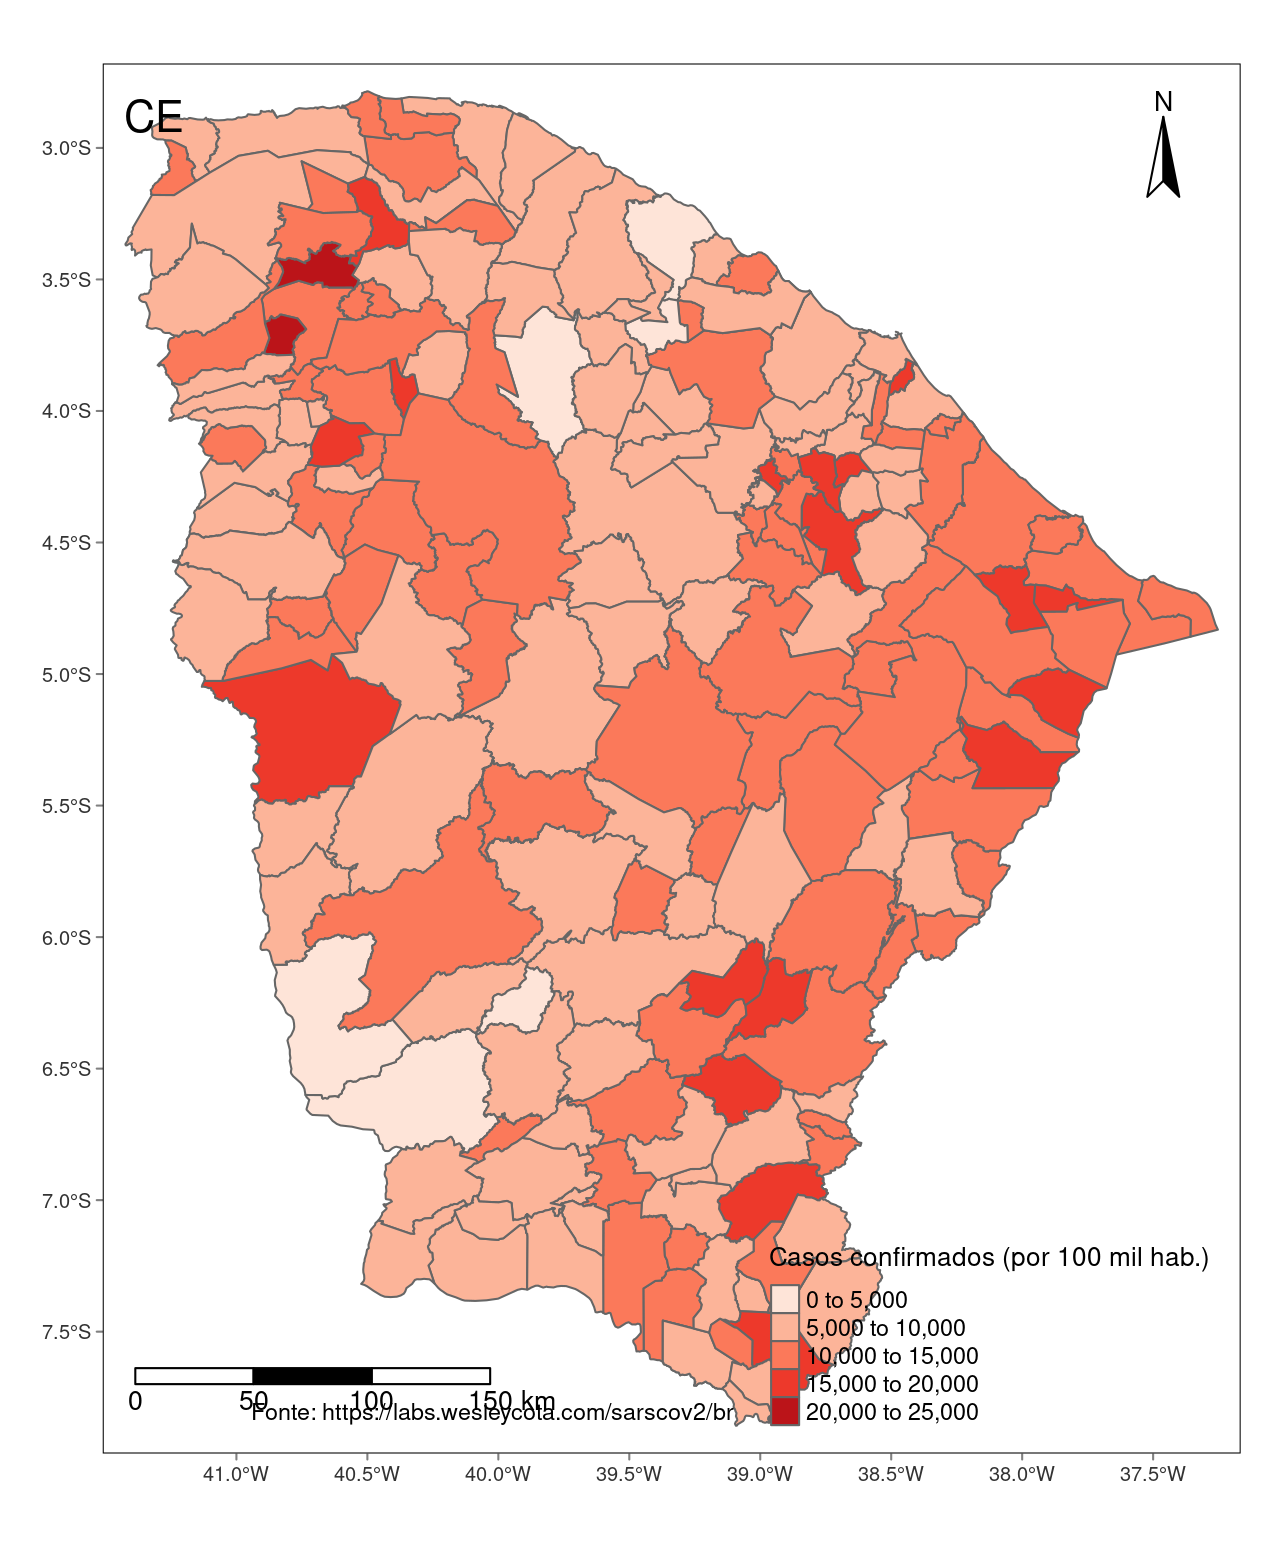 CE
N
3.0°S
3.5°S
4.0°S
4.5°S
5.0°S
5.5°S
6.0°S
6.5°S
7.0°S
7.5°S
Casos confirmados (por 100 mil hab.)
0 to 5,000
5,000 to 10,000
10,000 to 15,000
15,000 to 20,000
20,000 to 25,000
0 50 100 150 km
Fonte: https://labs.wesleycota.com/sarscov2/br
41.0°W 40.5°W 40.0°W 39.5°W 39.0°W 38.5°W 38.0°W 37.5°W